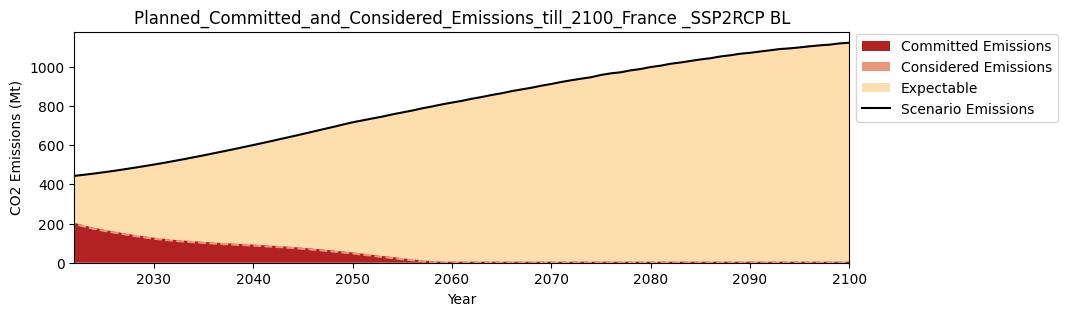 Planned_Committed_and_Considered_Emissions_till_2100_France _SSP2RCP BL
CO2 Emissions (Mt)
1000
800
600
400
200
0
2030 2040 2050 2060 2070 2080 2090 2100
Year
Committed Emissions
Considered Emissions
Expectable
Scenario Emissions